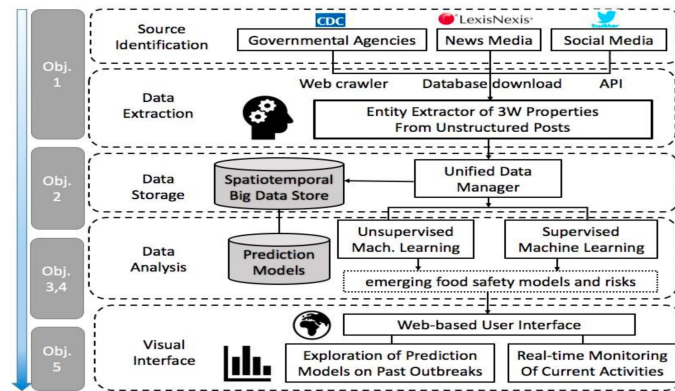 CDC
LexisNexis®
Source
Identification
Governmental Agencies
News Media
Social Media
Obj.
1
Web crawler
Database download
API
Data
Extraction
Entity Extractor of 3W Properties
From Unstructured Posts
Obj.
2
Data
Storage
Spatiotemporal
Big Data Store
Unified Data
Manager
Obj.
3,4
Data
Analysis
Prediction
Models
Unsupervised
Mach. Learning
Supervised
Machine Learning
emerging food safety models and risks
Obj.
5
Visual
Interface
Web-based User Interface
Exploration of Prediction
Models on Past Outbreaks
Real-time Monitoring
Of Current Activities